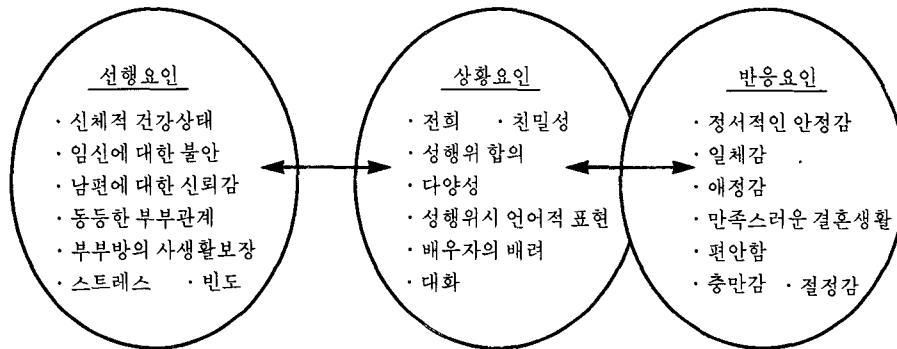 선행요인
· 신체적 건강상태
· 임신에 대한 불안
· 남편에 대한 신뢰감
· 동등한 부부관계
· 부부방의 사생활보장
· 스트레스 · 빈도
상황요인
· 전희 · 친밀성
· 성행위 합의
· 다양성
· 성행위시 언어적 표현
· 배우자의 배려
· 대화
반응요인
· 정서적인 안정감
· 일체감
· 애정감
· 만족스러운 결혼생활
· 편안함
· 충만감 · 절정감